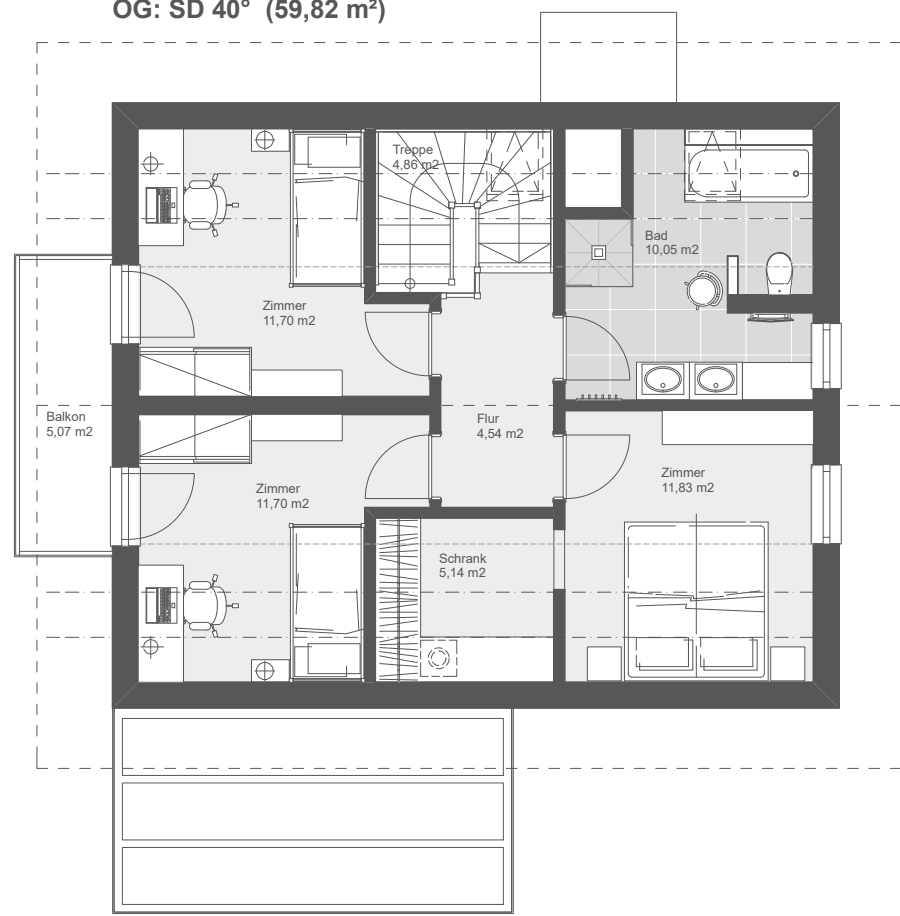 OG: SD 40° (59,82 m²)
Treppe
4,86 m2
Bad
10,05 m2
Zimmer
11,70 m2
Balkon
5,07 m2
Flur
4,54 m2
Zimmer
11,70 m2
Zimmer
11,83 m2
Schrank
5,14 m2